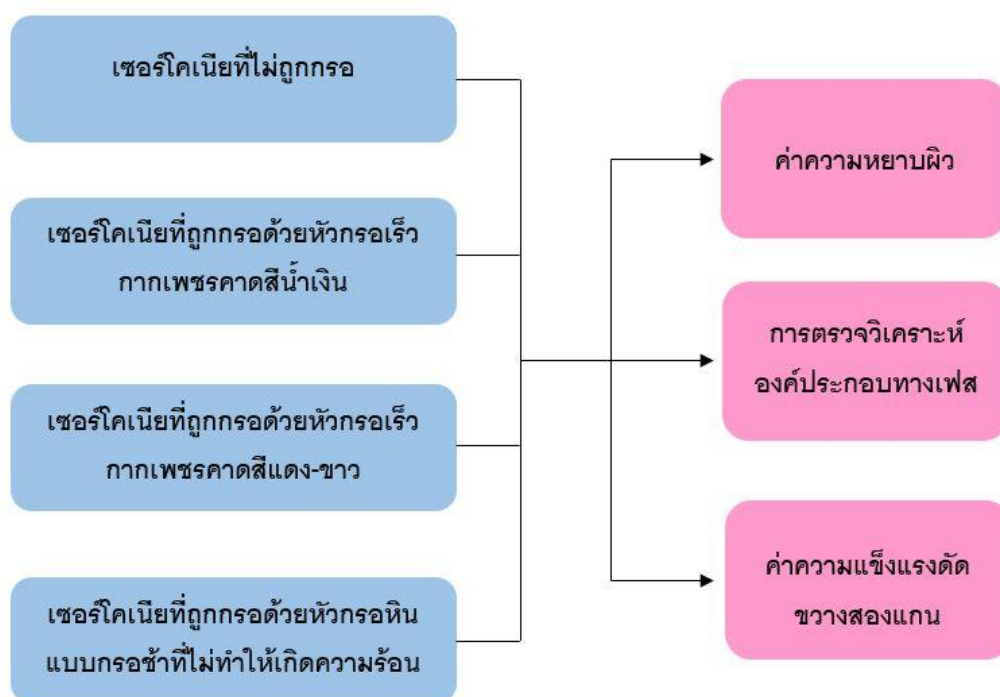 เซอร์โคเนียที่ไม่ถูกกรอ
เซอร์โคเนียที่ถูกกรอด้วยหัวกรอเร็ว
กากเพชรคาดสีน้ำเงิน
เซอร์โคเนียที่ถูกกรอด้วยหัวกรอเร็ว
กากเพชรคาดสีแดง-ขาว
เซอร์โคเนียที่ถูกกรอด้วยหัวกรอหิน
แบบกรอช้าที่ไม่ทำให้เกิดความร้อน
ค่าความหยาบผิว
การตรวจวิเคราะห์
องค์ประกอบทางเฟส
ค่าความแข็งแรงดัด
ขวางสองแกน